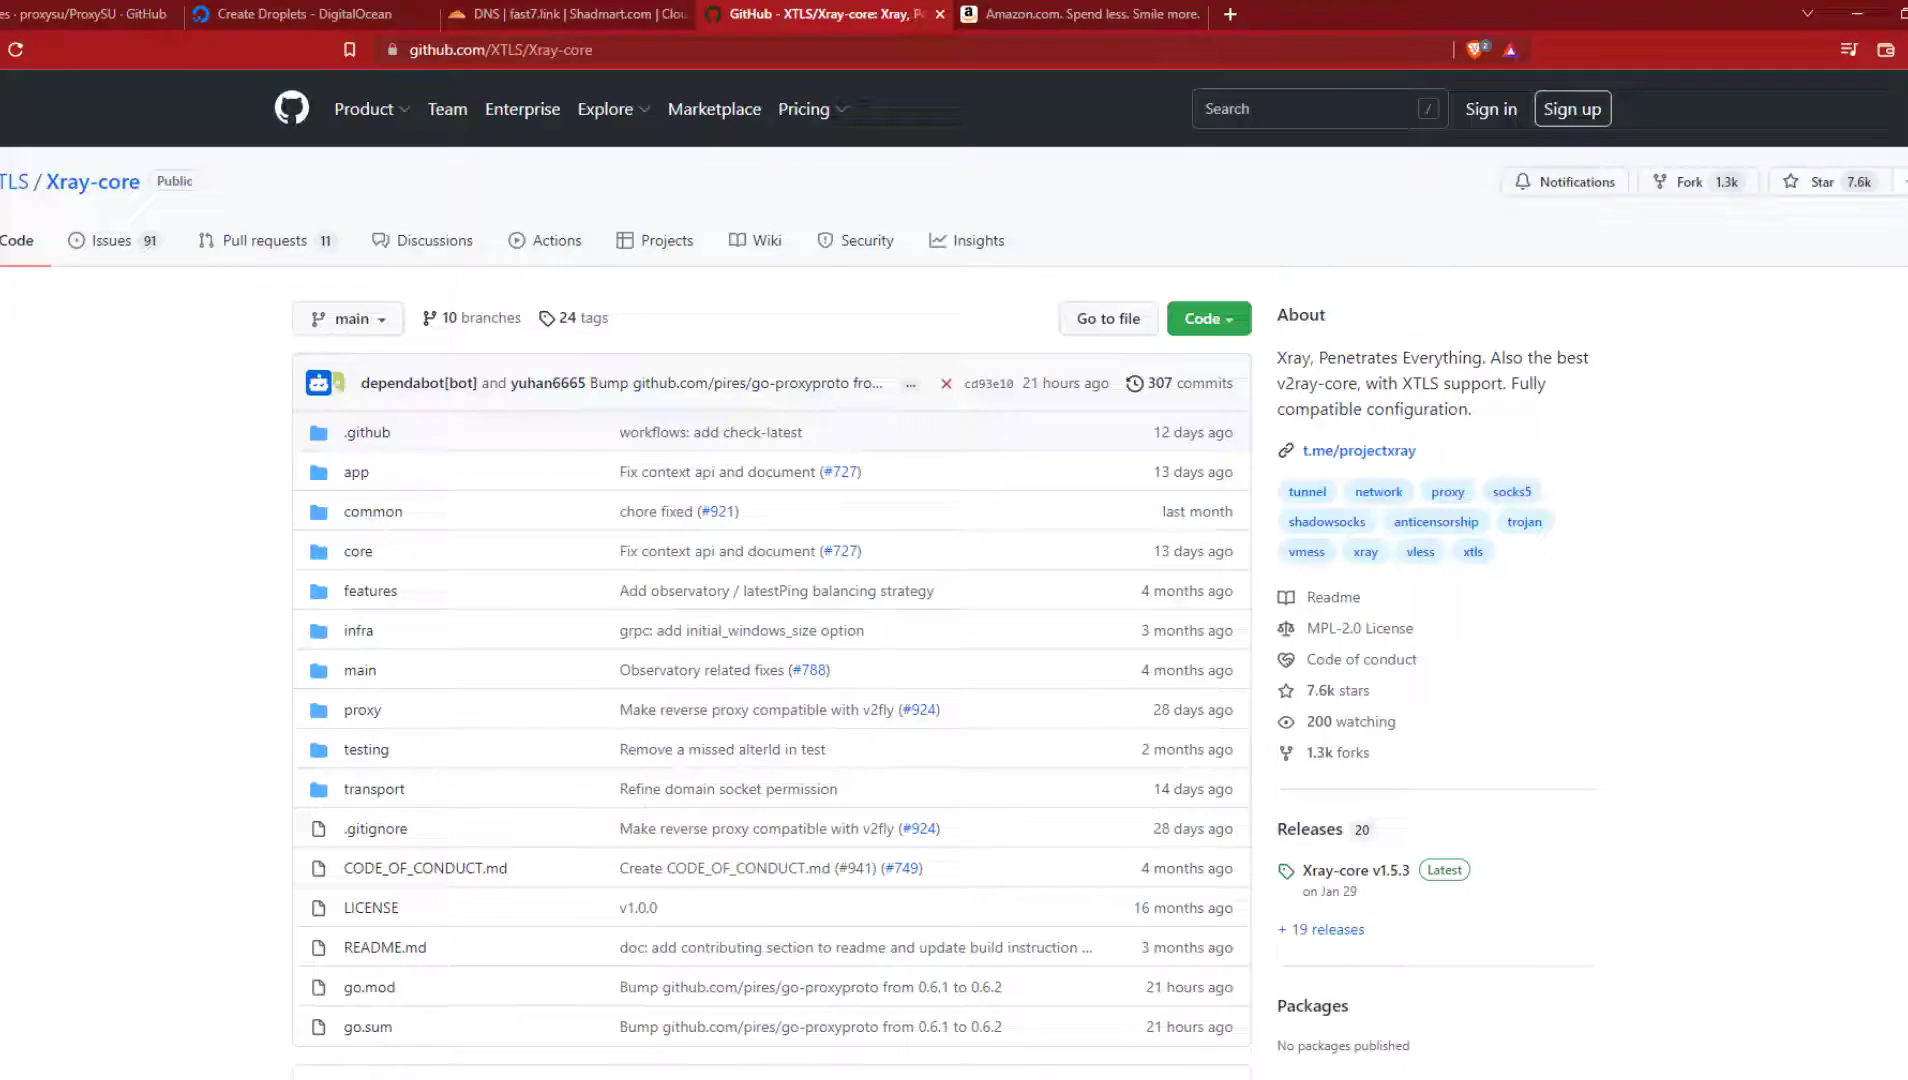 es - proxysu/ProxySU - GitHub
Create Droplets - DigitalOcean
DNS | fast7.link | Shadmart.com | Clou
GitHub - XTLS/Xray-core: Xray, P
Amazon.com. Spend less. Smile more.
github.com/XTLS/Xray-core
2
Product Team Enterprise Explore Marketplace Pricing
Search /
Sign in
Sign up
TLS / Xray-core Public
Notifications
Fork 1.3k
Star 7.6k
Code Issues 91 Pull requests 11 Discussions Actions Projects Wiki Security Insights
main 10 branches 24 tags
Go to file
Code
dependabot[bot] and yuhan6665 Bump github.com/pires/go-proxyproto fro... ... cd93e10 21 hours ago 307 commits
.github workflows: add check-latest 12 days ago
app Fix context api and document (#727) 13 days ago
common chore fixed (#921) last month
core Fix context api and document (#727) 13 days ago
features Add observatory / latestPing balancing strategy 4 months ago
infra grpc: add initial_windows_size option 3 months ago
main Observatory related fixes (#788) 4 months ago
proxy Make reverse proxy compatible with v2fly (#924) 28 days ago
testing Remove a missed alterId in test 2 months ago
transport Refine domain socket permission 14 days ago
.gitignore Make reverse proxy compatible with v2fly (#924) 28 days ago
CODE_OF_CONDUCT.md Create CODE_OF_CONDUCT.md (#941) (#749) 4 months ago
LICENSE v1.0.0 16 months ago
README.md doc: add contributing section to readme and update build instruction ... 3 months ago
go.mod Bump github.com/pires/go-proxyproto from 0.6.1 to 0.6.2 21 hours ago
go.sum Bump github.com/pires/go-proxyproto from 0.6.1 to 0.6.2 21 hours ago
About
Xray, Penetrates Everything. Also the best
v2ray-core, with XTLS support. Fully
compatible configuration.
t.me/projectxray
tunnel network proxy socks5
shadowsocks anticensorship trojan
vmess xray vless xtls
Readme
MPL-2.0 License
Code of conduct
7.6k stars
200 watching
1.3k forks
Releases 20
Xray-core v1.5.3 Latest
on Jan 29
+ 19 releases
Packages
No packages published